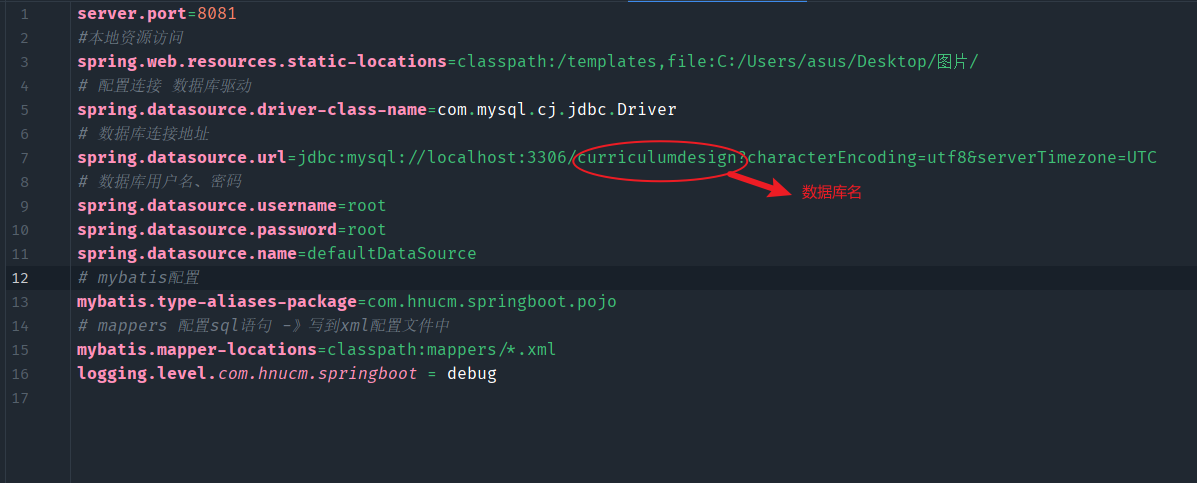 1 server.port=8081
2 #本地资源访问
3 spring.web.resources.static-locations=classpath:/templates,file:C:/Users/asus/Desktop/图片/
4 # 配置连接 数据库驱动
5 spring.datasource.driver-class-name=com.mysql.cj.jdbc.Driver
6 # 数据库连接地址
7 spring.datasource.url=jdbc:mysql://localhost:3306/curriculumdesign?characterEncoding=utf8&serverTimezone=UTC
8 # 数据库用户名、密码
数据库名
9 spring.datasource.username=root
10 spring.datasource.password=root
11 spring.datasource.name=defaultDataSource
12 # mybatis配置
13 mybatis.type-aliases-package=com.hnucm.springboot.pojo
14 # mappers 配置sql语句 -》写到xml配置文件中
15 mybatis.mapper-locations=classpath:mappers/*.xml
16 logging.level.com.hnucm.springboot = debug
17